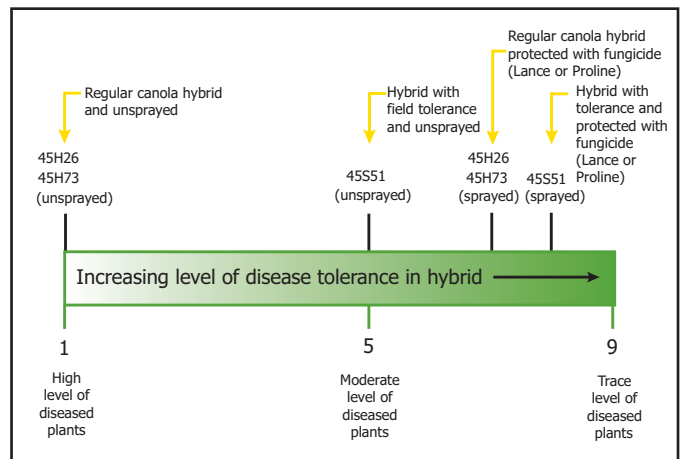 Regular canola hybrid
and unsprayed
Hybrid with
field tolerance
and unsprayed
Regular canola hybrid
protected with fungicide
(Lance or Proline)
Hybrid with
tolerance and
protected with
fungicide
(Lance or
Proline)
45H26
45H73
(unsprayed)
45S51
(unsprayed)
45H26
45H73
(sprayed)
45S51
(sprayed)
Increasing level of disease tolerance in hybrid
1
High
level of
diseased
plants
5
Moderate
level of
diseased
plants
9
Trace
level of
diseased
plants